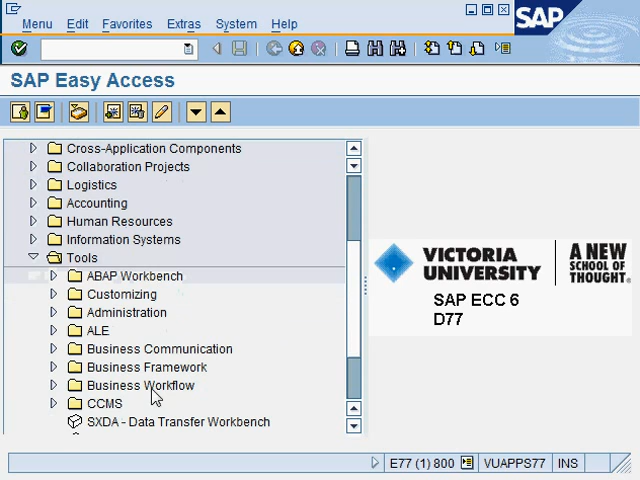 Menu Edit Favorites Extras System Help
SAP
SAP Easy Access
Cross-Application Components
Collaboration Projects
Logistics
Accounting
Human Resources
Information Systems
Tools
ABAP Workbench
Customizing
Administration
ALE
Business Communication
Business Framework
Business Workflow
CCMS
SXDA - Data Transfer Workbench
VICTORIA UNIVERSITY
A NEW
SCHOOL OF
THOUGHT.
SAP ECC 6
D77
E77 (1) 800 VUAPPS77 INS